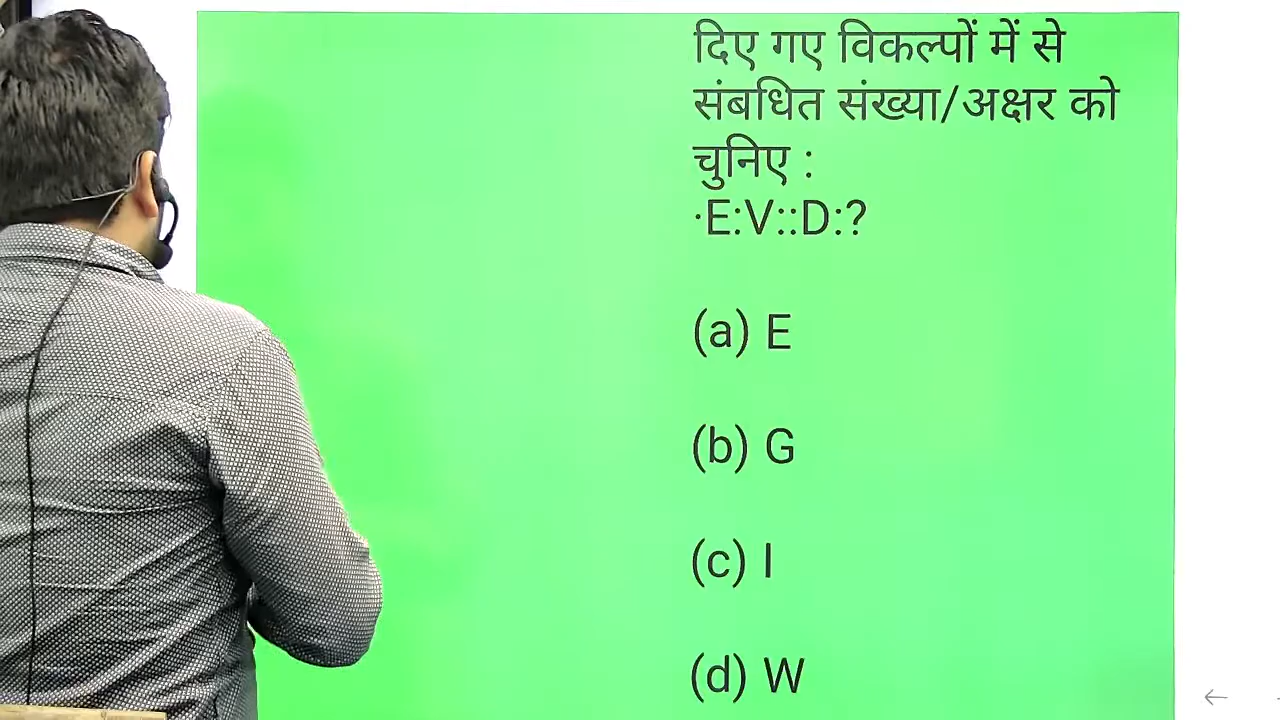 दिए गए विकल्पों में से
संबधित संख्या/अक्षर को
चुनिए :
·E:V::D:?
(a) E
(b) G
(c) I
(d) W